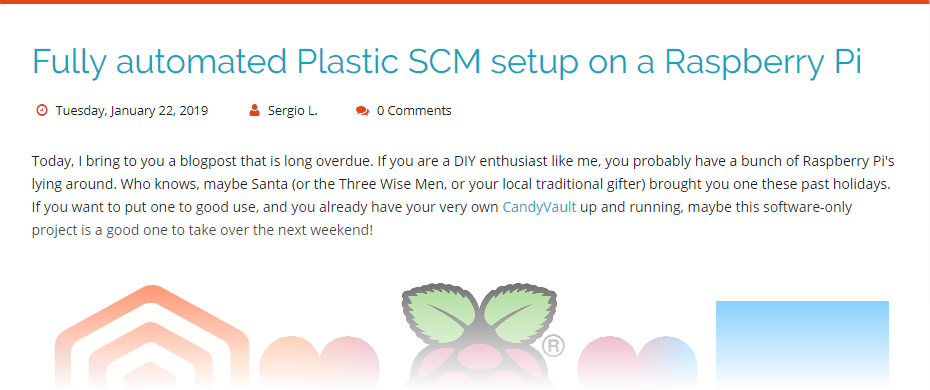 Fully automated Plastic SCM setup on a Raspberry Pi
Tuesday, January 22, 2019 Sergio L. 0 Comments
Today, I bring to you a blogpost that is long overdue. If you are a DIY enthusiast like me, you probably have a bunch of Raspberry Pi's
lying around. Who knows, maybe Santa (or the Three Wise Men, or your local traditional gifter) brought you one these past holidays.
If you want to put one to good use, and you already have your very own CandyVault up and running, maybe this software-only
project is a good one to take over the next weekend!
®